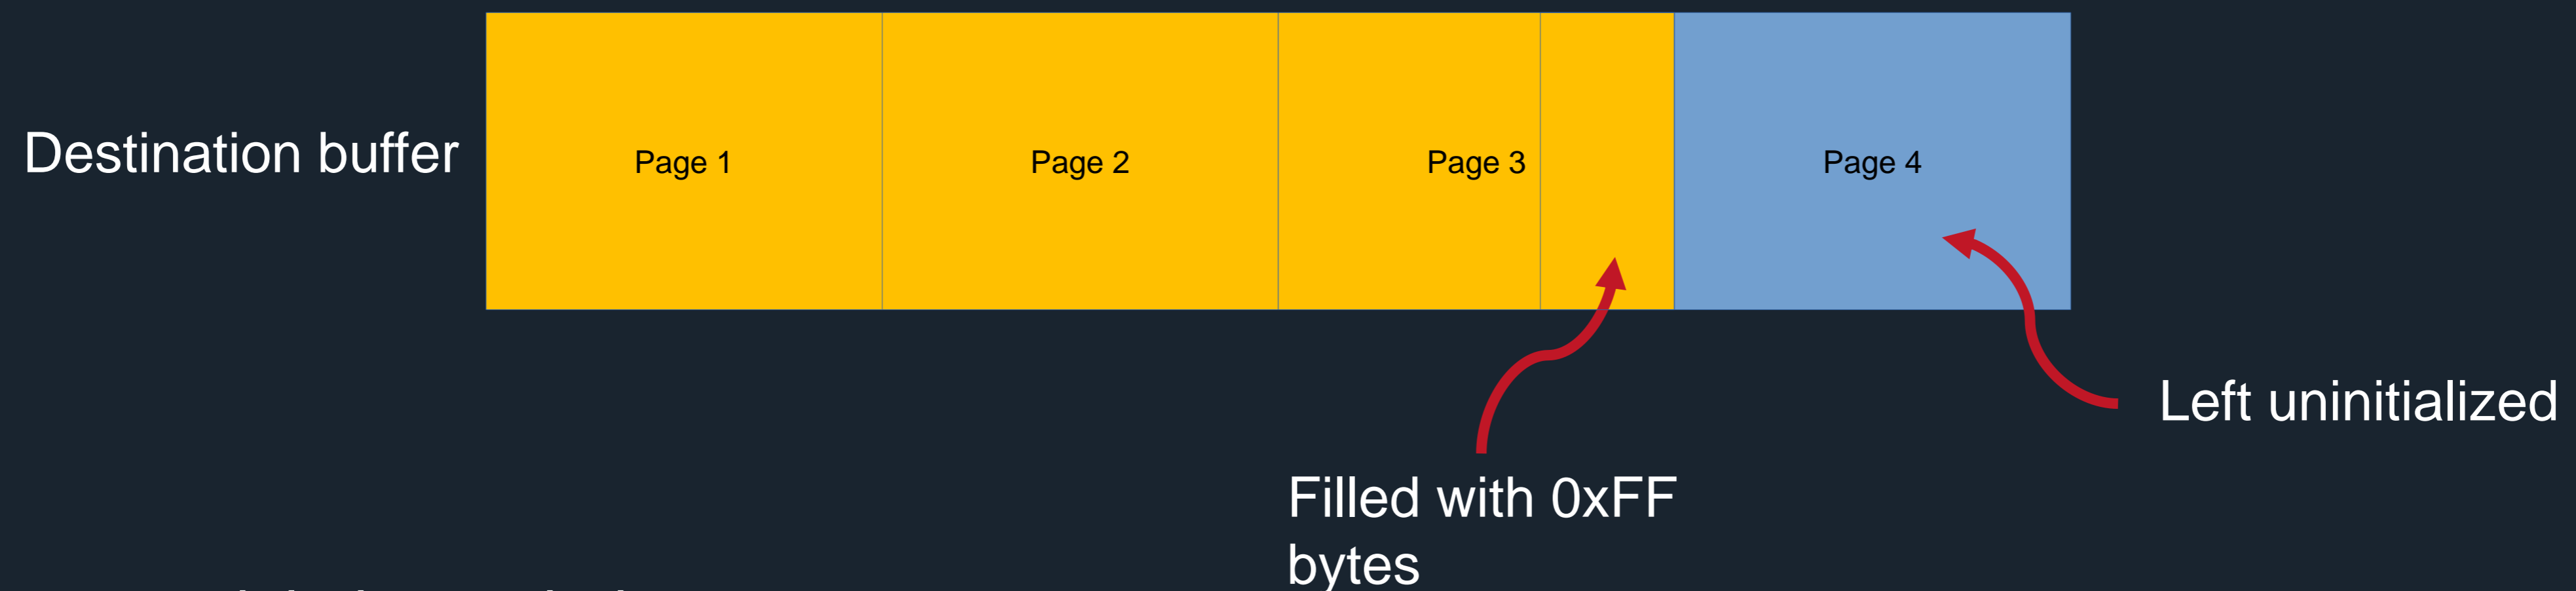 Destination buffer
Page 1
Page 2
Page 3
Page 4
Left uninitialized
Filled with 0xFF
bytes